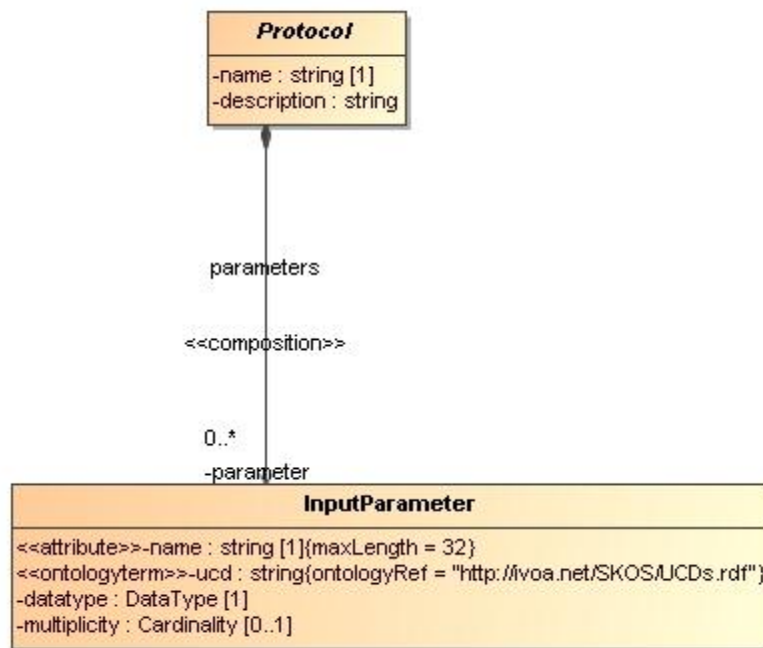 Protocol
-name : string [1]
-description : string
parameters
<<composition>>
0..*
-parameter
InputParameter
<<attribute>>-name : string [1]{maxLength = 32}
<<ontologyterm>>-ucd : string{ontologyRef = "http://ivoa.net/SKOS/UCDs.rdf"}
-datatype : DataType [1]
-multiplicity : Cardinality [0..1]